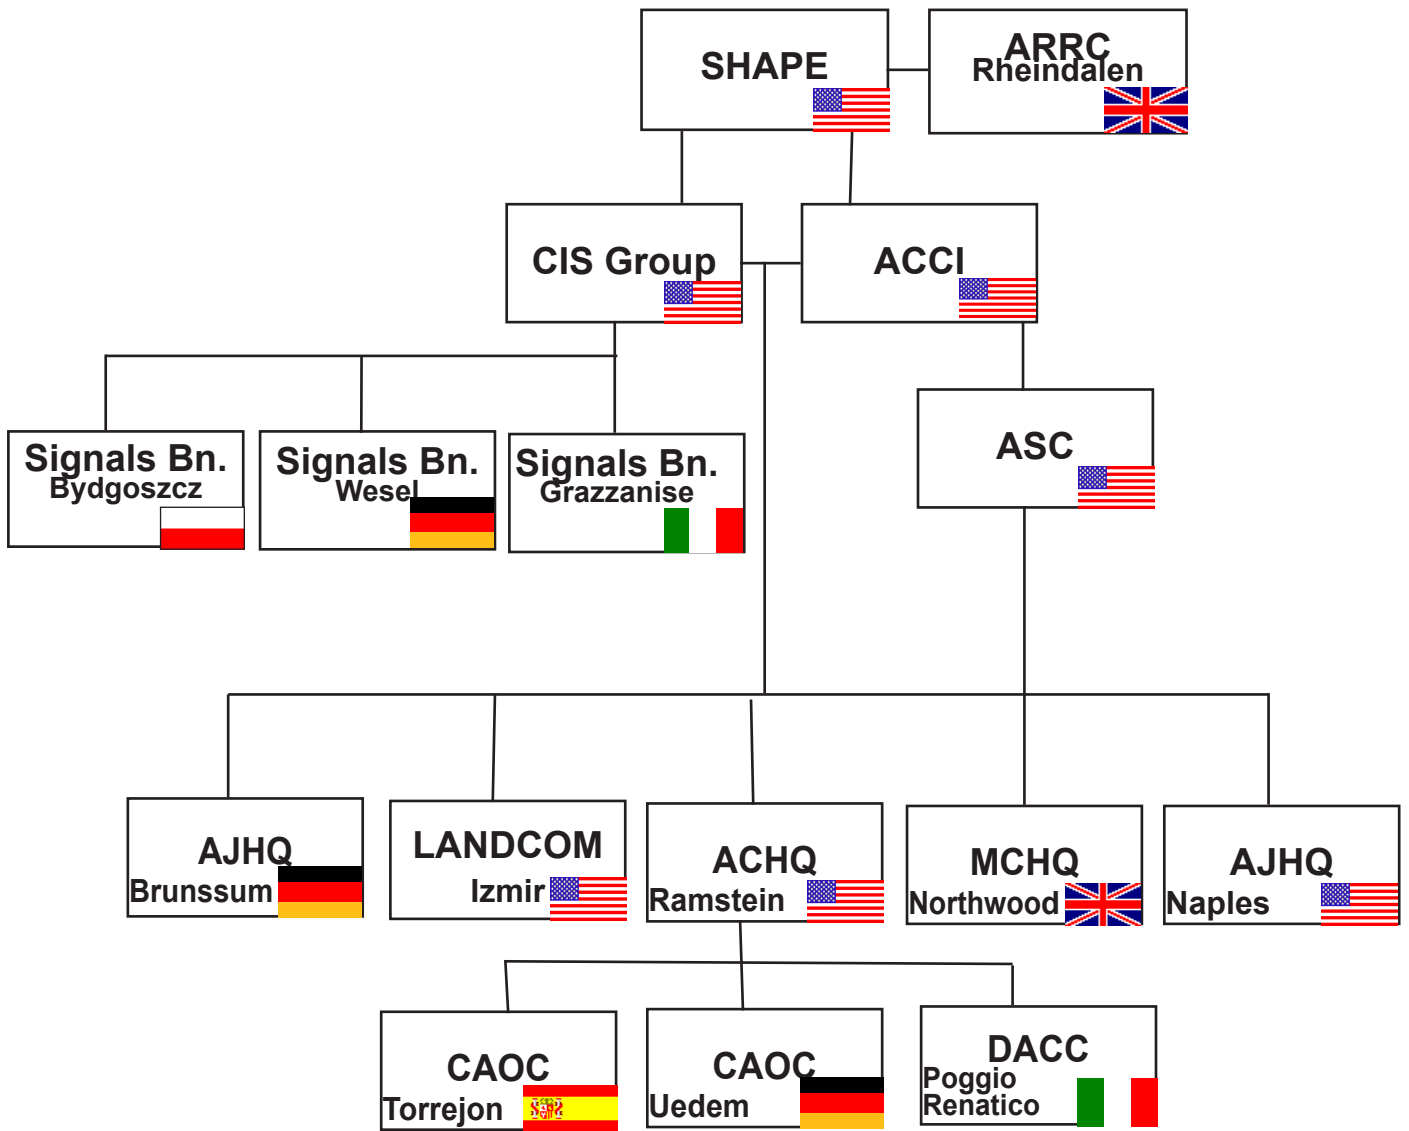 SHAPE
ARRC
Rheindalen
CIS Group
ACCI
Signals Bn.
Bydgoszcz
Signals Bn.
Wesel
Signals Bn.
Grazzanise
ASC
AJHQ
Brunssum
LANDCOM
Izmir
ACHQ
Ramstein
MCHQ
Northwood
AJHQ
Naples
CAOC
Torrejon
CAOC
Uedem
DACC
Poggio
Renatico